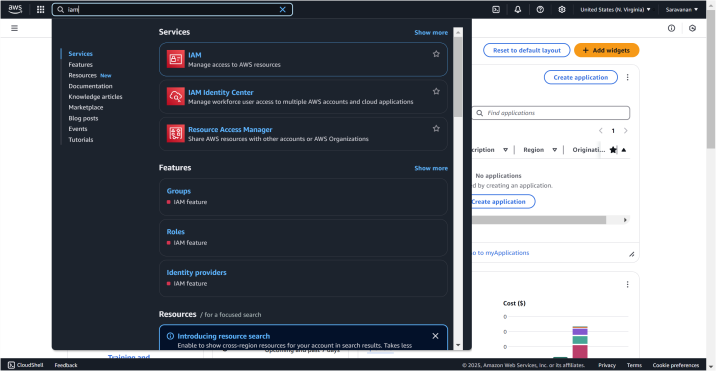 aws
iam
United States (N. Virginia)
Saravanan
Services
Features
Resources New
Documentation
Knowledge articles
Marketplace
Blog posts
Events
Tutorials
Services
Show more
IAM
Manage access to AWS resources
IAM Identity Center
Manage workforce user access to multiple AWS accounts and cloud applications
Resource Access Manager
Share AWS resources with other accounts or AWS Organizations
Features
Show more
Groups
IAM feature
Roles
IAM feature
Identity providers
IAM feature
Resources / for a focused search
Introducing resource search
Enable to show cross-region resources for your account in search results. Takes less
Reset to default layout
+ Add widgets
Create application
Find applications
1
cription
Region
Originati...
No applications
d by creating an application.
Create application
o to myApplications
Cost ($)
0
0
0
Training and
Upcoming and past 7 days
CloudShell
Feedback
© 2025, Amazon Web Services, Inc. or its affiliates.
Privacy
Terms
Cookie preferences